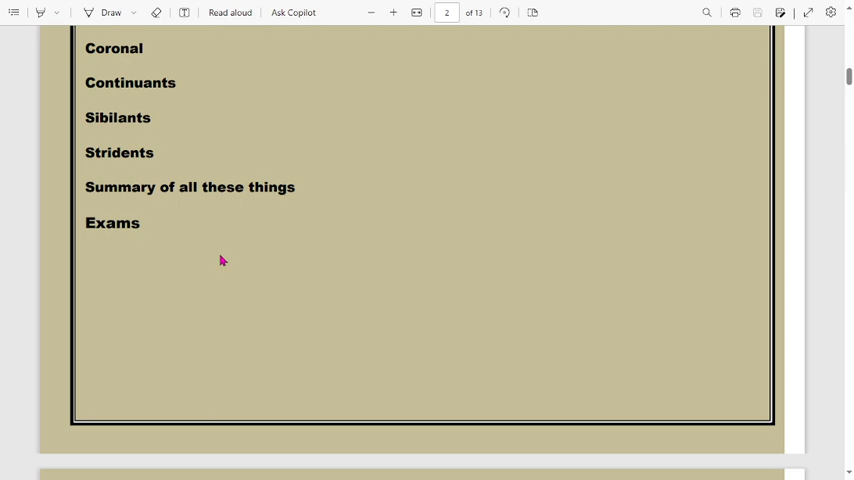 Draw
Read aloud
Ask Copilot
2
of 13
Coronal
Continuants
Sibilants
Stridents
Summary of all these things
Exams